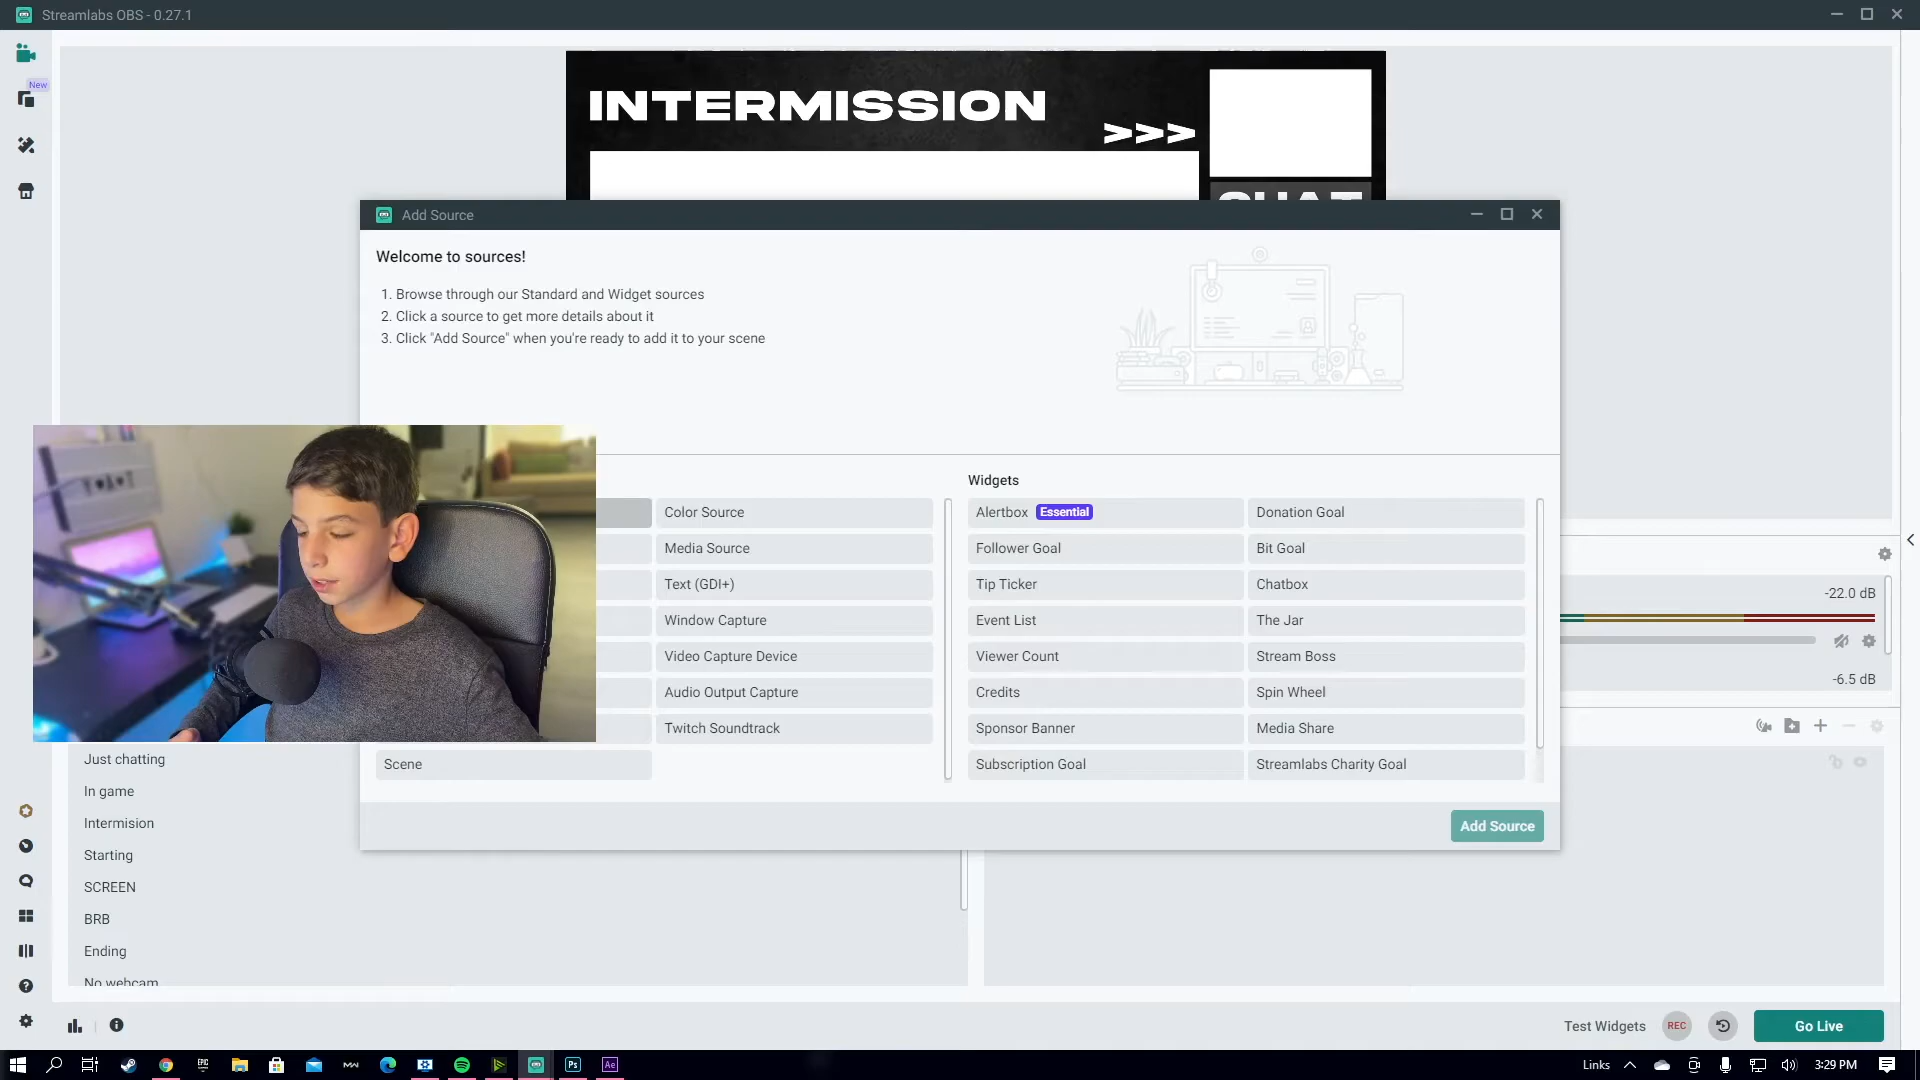 Streamlabs OBS - 0.27.1
New
INTERMISSION
>>>
Add Source
Welcome to sources!
1. Browse through our Standard and Widget sources
2. Click a source to get more details about it
3. Click "Add Source" when you're ready to add it to your scene
Color Source
Media Source
Text (GDI+)
Window Capture
Video Capture Device
Audio Output Capture
Twitch Soundtrack
Scene
Widgets
Alertbox Essential
Donation Goal
Follower Goal
Bit Goal
Tip Ticker
Chatbox
Event List
The Jar
Viewer Count
Stream Boss
Credits
Spin Wheel
Sponsor Banner
Media Share
Subscription Goal
Streamlabs Charity Goal
Add Source
-22.0 dB
-6.5 dB
Just chatting
In game
Intermision
Starting
SCREEN
BRB
Ending
No webcam
Test Widgets
REC
Go Live
EPIC
MW
Ps
Ae
Links
3:29 PM